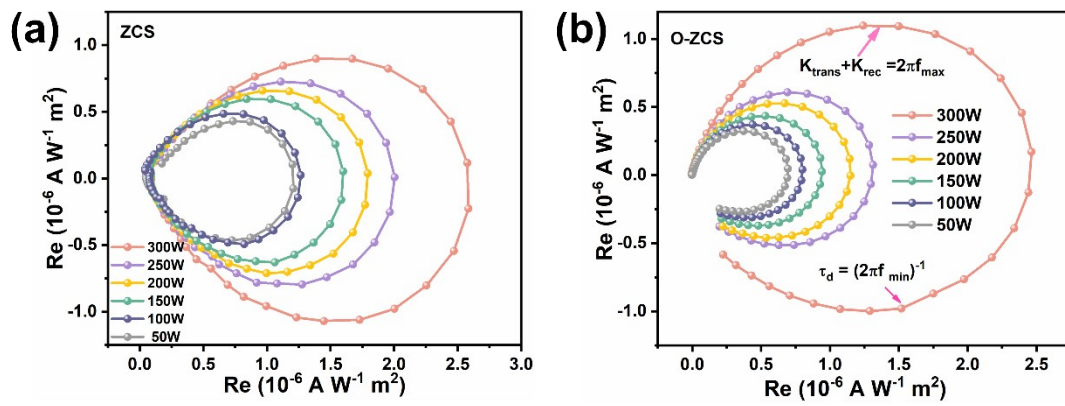 (a)
ZCS
1.0
0.5
0.0
-0.5
-1.0
Re (10⁻⁶ A W⁻¹ m²)
300W
250W
200W
150W
100W
50W
0.0 0.5 1.0 1.5 2.0 2.5 3.0
Re (10⁻⁶ A W⁻¹ m²)
(b)
O-ZCS
1.0
0.5
0.0
-0.5
-1.0
Re (10⁻⁶ A W⁻¹ m²)
Ktrans+Krec =2πfmax
300W
250W
200W
150W
100W
50W
τd = (2πf min)⁻¹
0.0 0.5 1.0 1.5 2.0 2.5
Re (10⁻⁶ A W⁻¹ m²)